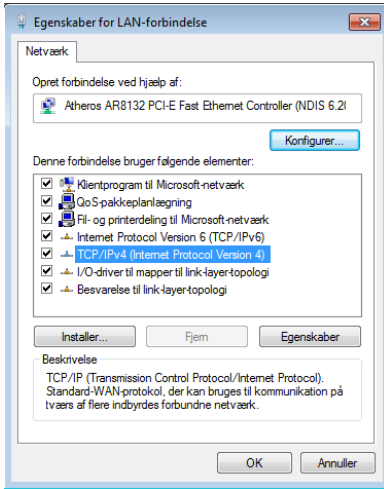 Egenskaber for LAN-forbindelse
Netværk
Opret forbindelse ved hjælp af:
Atheros AR8132 PCI-E Fast Ethernet Controller (NDIS 6.2(
Konfigurer...
Denne forbindelse bruger følgende elementer:
Klientprogram til Microsoft-netværk
QoS-pakkeplanlægning
Fil- og printerdeling til Microsoft-netværk
Internet Protocol Version 6 (TCP/IPv6)
TCP/IPv4 (Internet Protocol Version 4)
I/O-driver til mapper til link-layer-topologi
Besvarelse til link-layer-topologi
Installer...
Fjern
Egenskaber
Beskrivelse
TCP/IP (Transmission Control Protocol/Internet Protocol).
Standard-WAN-protokol, der kan bruges til kommunikation på
tværs af flere indbyrdes forbundne netværk.
OK
Annuller